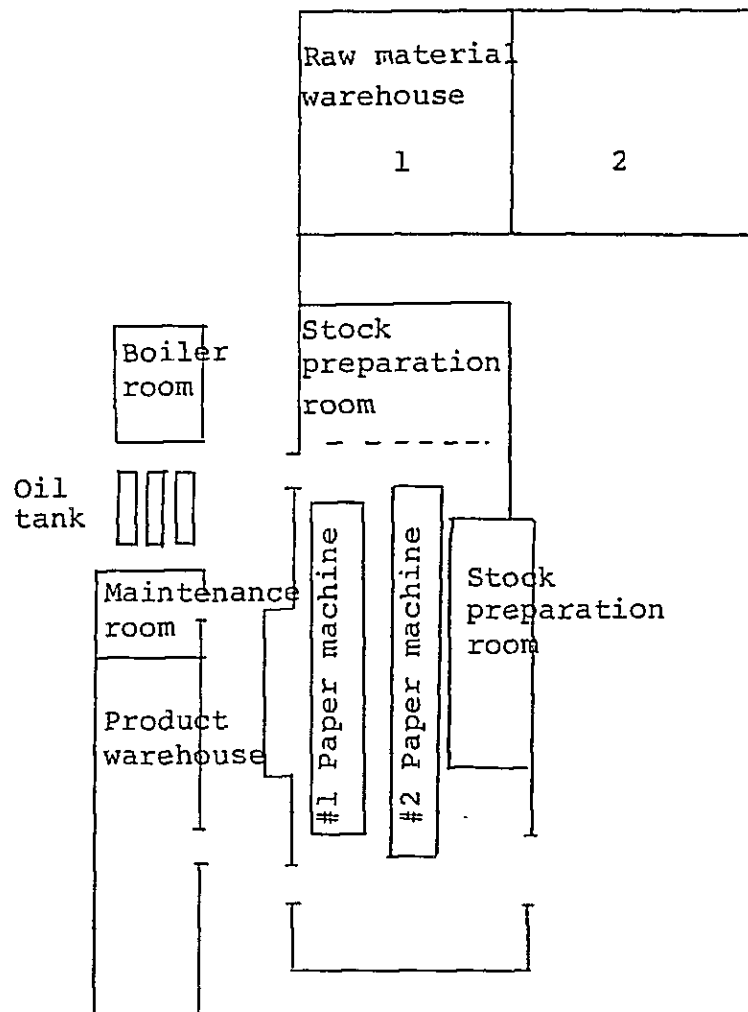 Raw material
warehouse
1
2
Boiler
room
Stock
preparation
room
Oil
tank
Maintenance
room
#1 Paper machine
#2 Paper machine
Stock
preparation
room
Product
warehouse